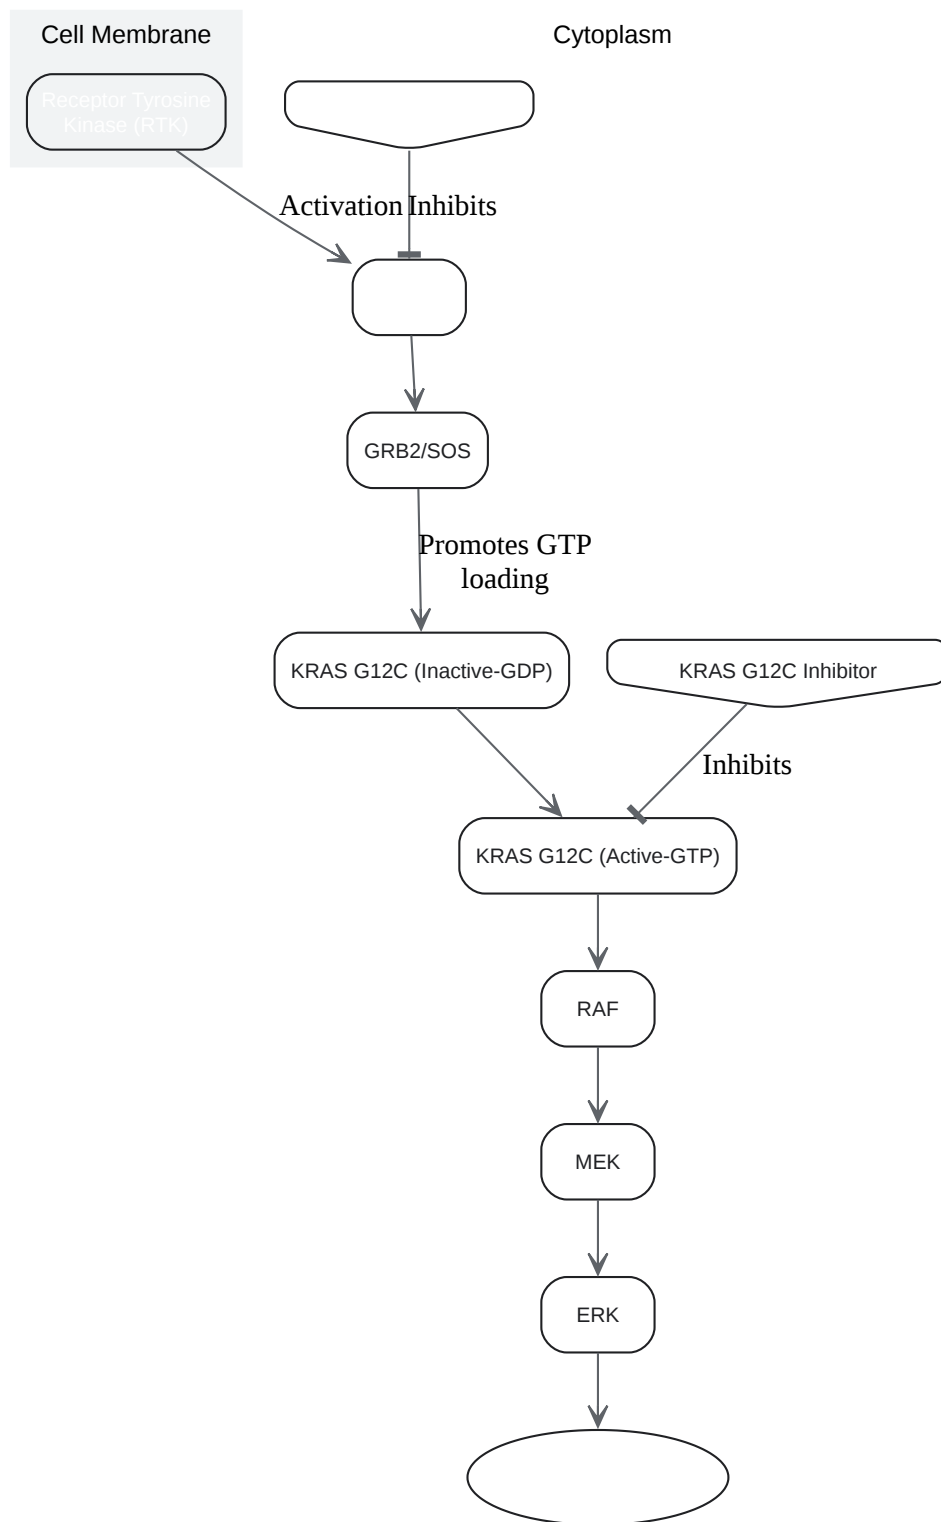 Cell Membrane
Cytoplasm
Receptor Tyrosine
Kinase (RTK)
Activation
Inhibits
GRB2/SOS
Promotes GTP
loading
KRAS G12C (Inactive-GDP)
KRAS G12C Inhibitor
Inhibits
KRAS G12C (Active-GTP)
RAF
MEK
ERK